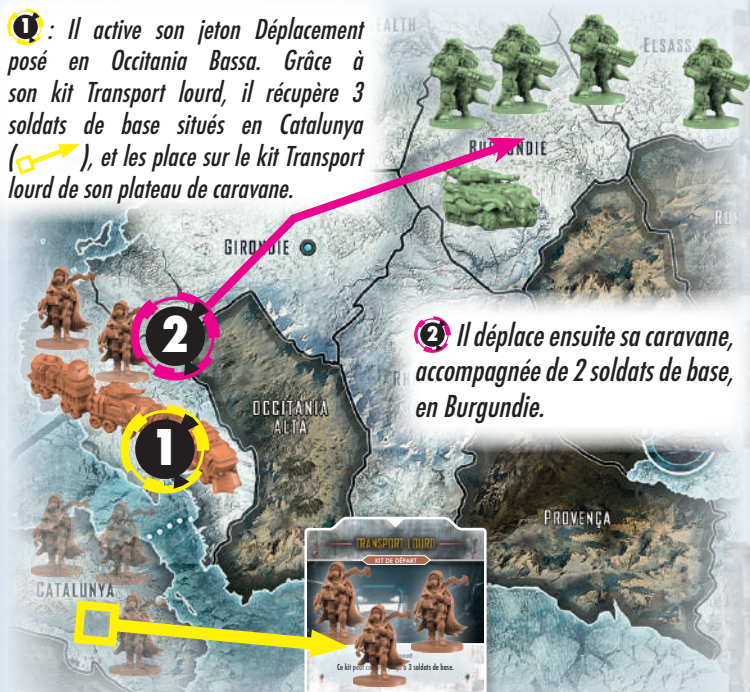 1 : Il active son jeton Déplacement
posé en Occitania Bassa. Grâce à
son kit Transport lourd, il récupère 3
soldats de base situés en Catalunya
( ), et les place sur le kit Transport
lourd de son plateau de caravane.
EALTH
ELSASS
BURGUNDIE
GIRONDIE
2
2 Il déplace ensuite sa caravane,
accompagnée de 2 soldats de base,
en Burgundie.
OCCITANIA
ALTA
1
PROVENÇA
TRANSPORT LOURD
KIT DE DÉPART
CATALUNYA
Ce kit peut à 3 soldats de base.